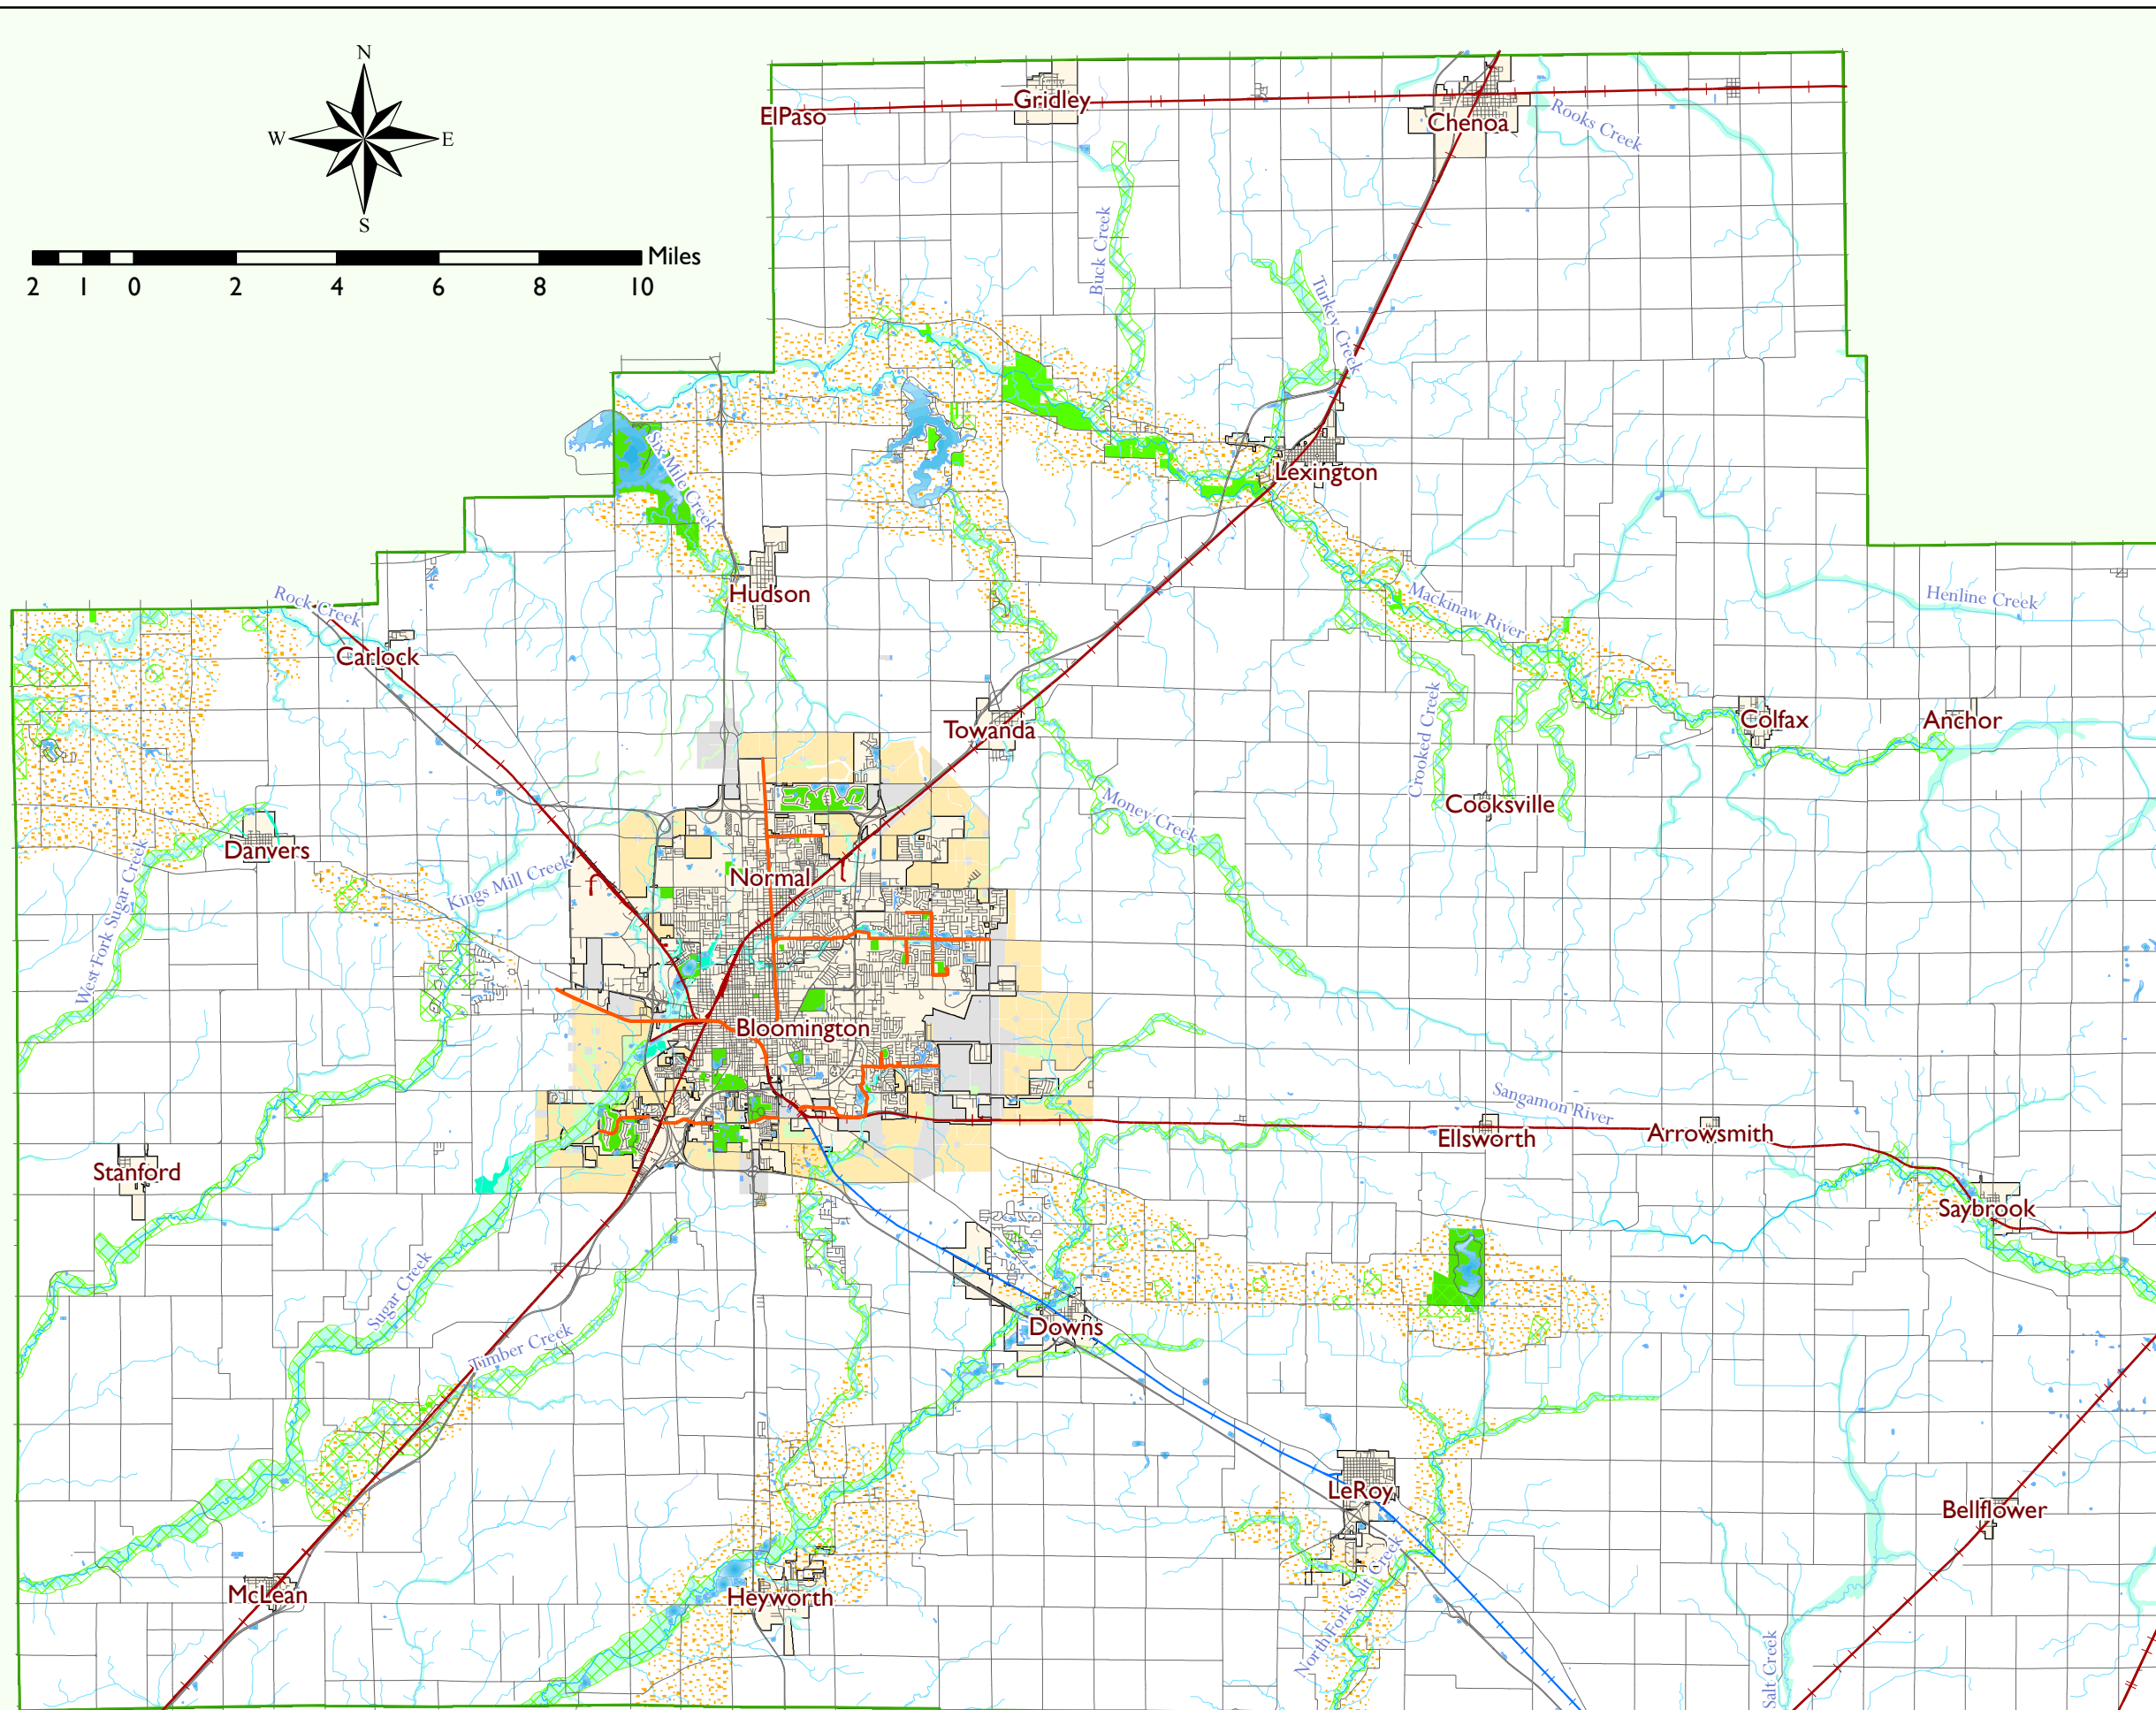 N
W E
S
Miles
2 1 0 2 4 6 8 10
ElPaso
Gridley
Chenoa
Rooks Creek
Buck Creek
Turkey Creek
Six Mile Creek
Lexington
Hudson
Rock Creek
Carlock
Mackinaw River
Henline Creek
Towanda
Crooked Creek
Colfax
Anchor
Money Creek
Cooksville
Danvers
West Fork Sugar Creek
Kings Mill Creek
Normal
Bloomington
Sangamon River
Ellsworth
Arrowsmith
Stanford
Saybrook
Sugar Creek
Timber Creek
Downs
LeRoy
Bellflower
McLean
Heyworth
North Fork Salt Creek
Salt Creek